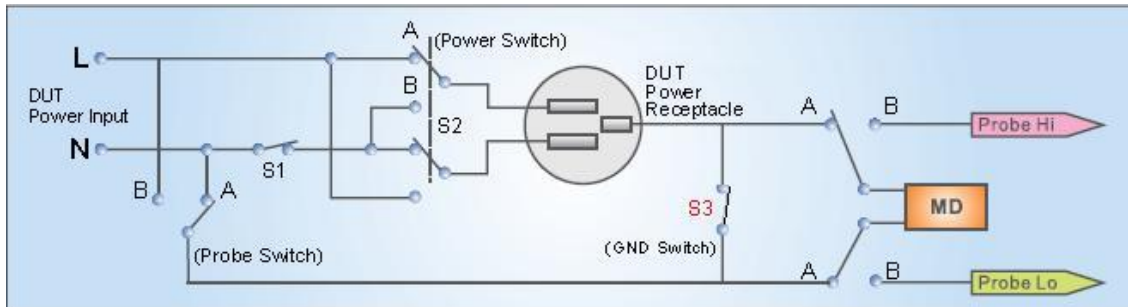 L
DUT
Power Input
N
B
A
(Probe Switch)
S1
A
(Power Switch)
B
S2
DUT
Power
Receptacle
S3
(GND Switch)
A
B
Probe Hi
MD
A
B
Probe Lo